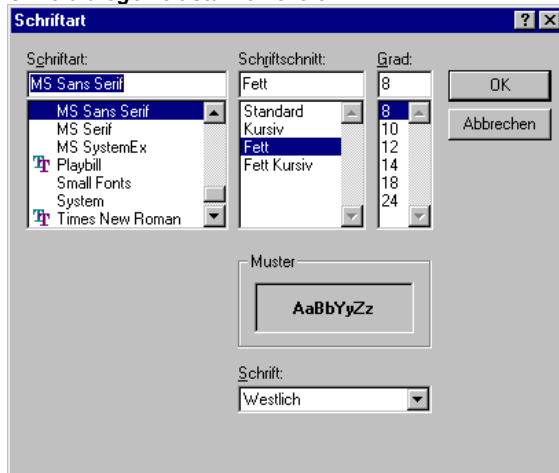 Schriftart
Schriftart:
MS Sans Serif
MS Sans Serif
MS Serif
MS SystemEx
Playbill
Small Fonts
System
Times New Roman
Schriftschnitt:
Fett
Standard
Kursiv
Fett
Fett Kursiv
Grad:
8
8
10
12
14
18
24
OK
Abbrechen
Muster
AaBbYyZz
Schrift:
Westlich